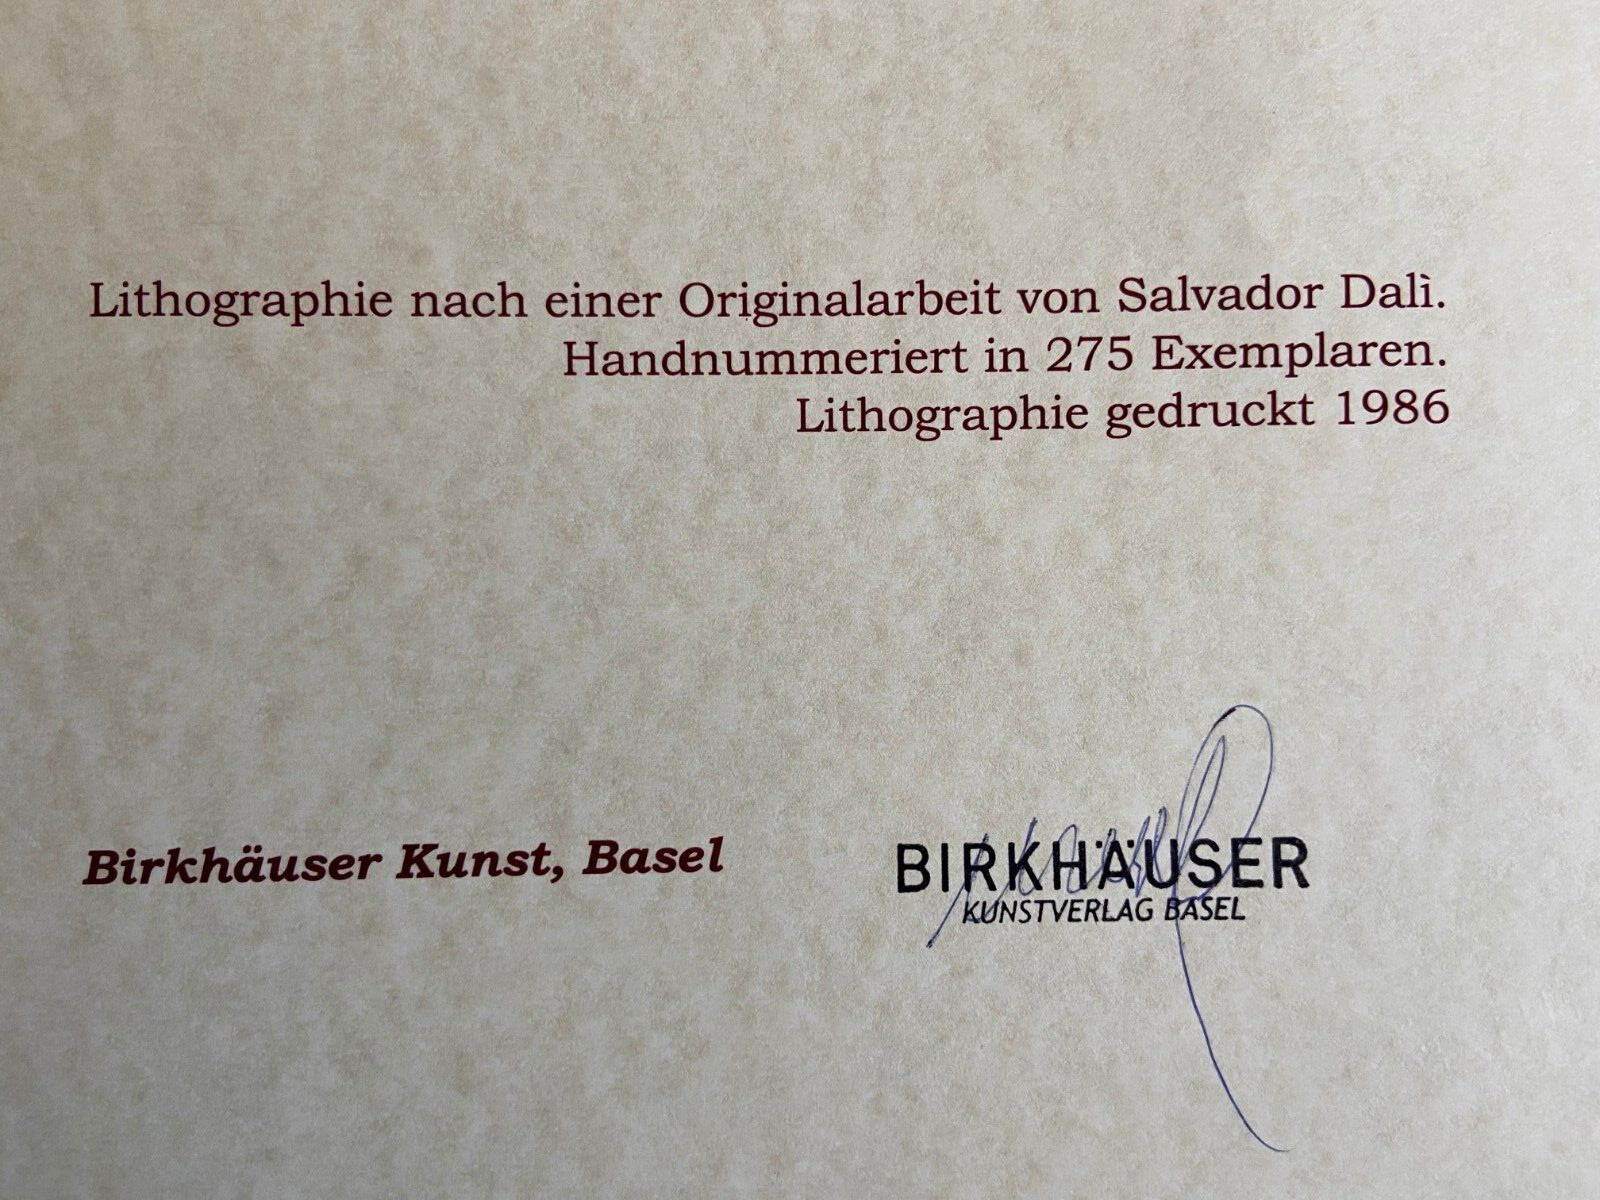 Lithographie nach einer Originalarbeit von Salvador Dalì.
Handnummeriert in 275 Exemplaren.
Lithographie gedruckt 1986
Birkhäuser Kunst, Basel
BIRKHÄUSER
KUNSTVERLAG BASEL